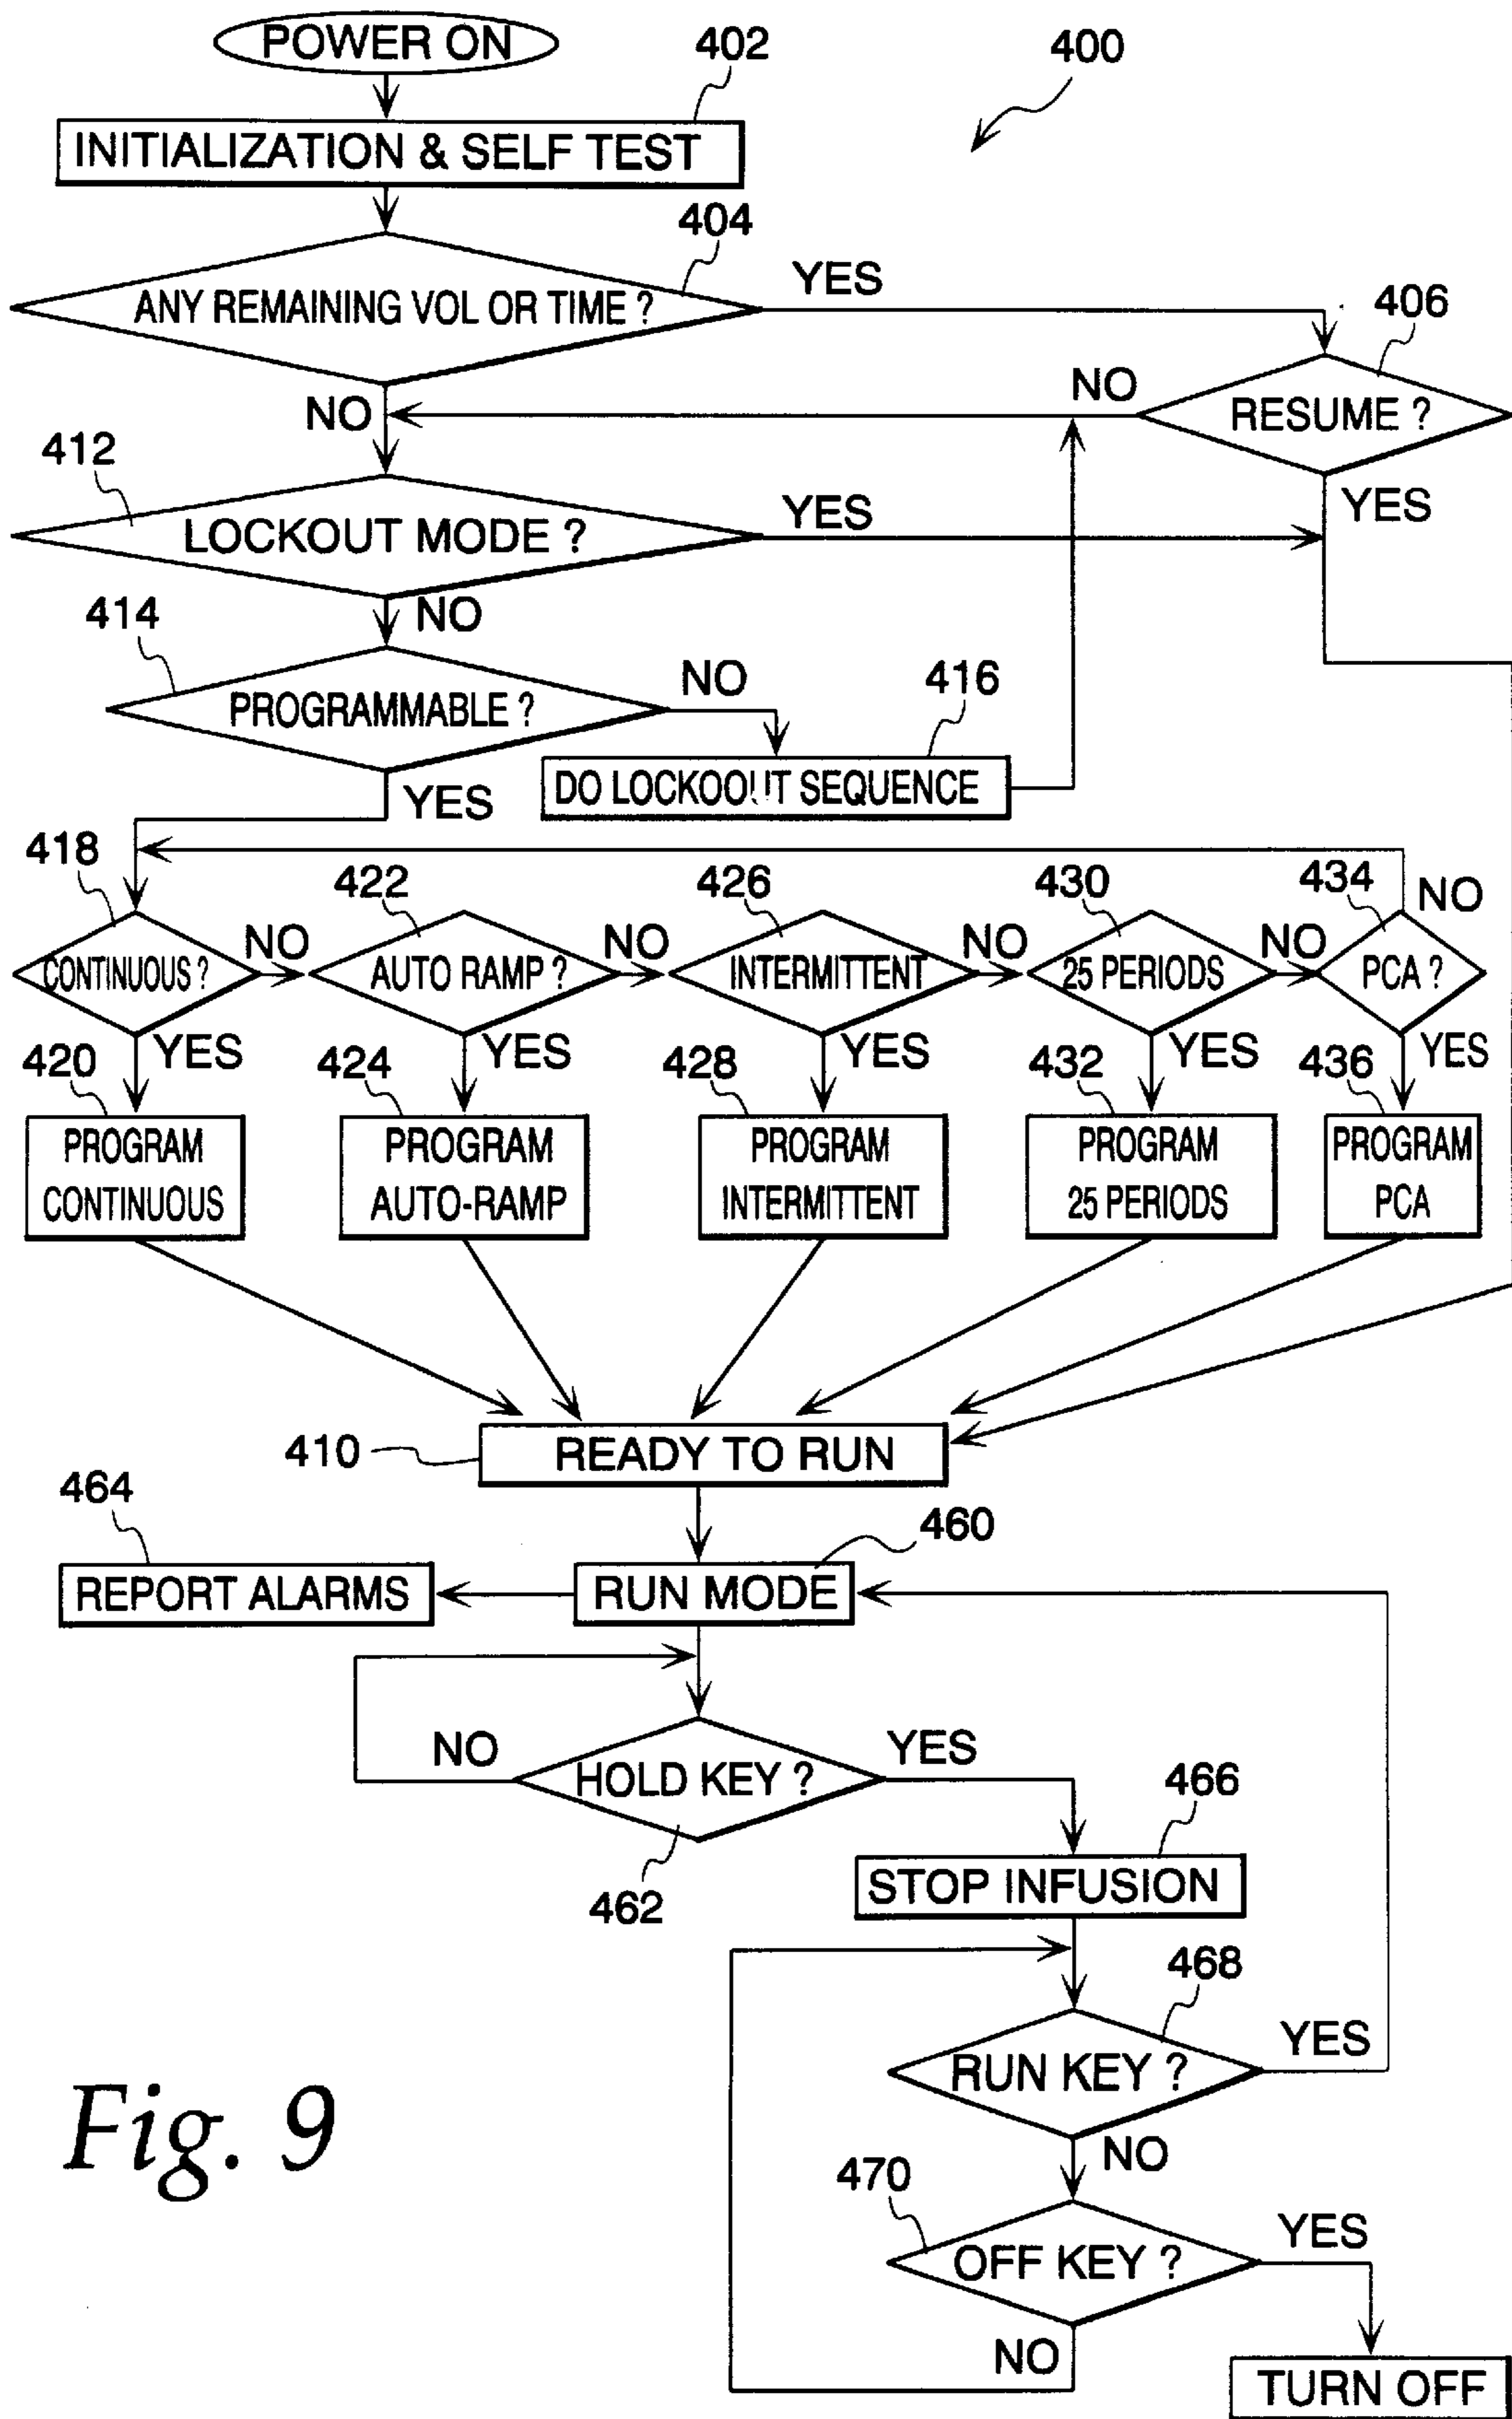 POWER ON
402
400
INITIALIZATION & SELF TEST
404
ANY REMAINING VOL OR TIME ?
YES
406
NO
NO
RESUME ?
412
YES
YES
LOCKOUT MODE ?
414
NO
PROGRAMMABLE ?
NO
416
DO LOCKOOUT SEQUENCE
YES
418
422
426
430
434
NO
CONTINUOUS ?
NO
AUTO RAMP ?
NO
INTERMITTENT
NO
25 PERIODS
NO
PCA ?
YES
YES
YES
YES
YES
420
424
428
432
436
PROGRAM
CONTINUOUS
PROGRAM
AUTO-RAMP
PROGRAM
INTERMITTENT
PROGRAM
25 PERIODS
PROGRAM
PCA
410
READY TO RUN
464
460
REPORT ALARMS
RUN MODE
NO
HOLD KEY ?
YES
466
462
STOP INFUSION
468
RUN KEY ?
YES
NO
470
OFF KEY ?
YES
NO
TURN OFF
Fig. 9